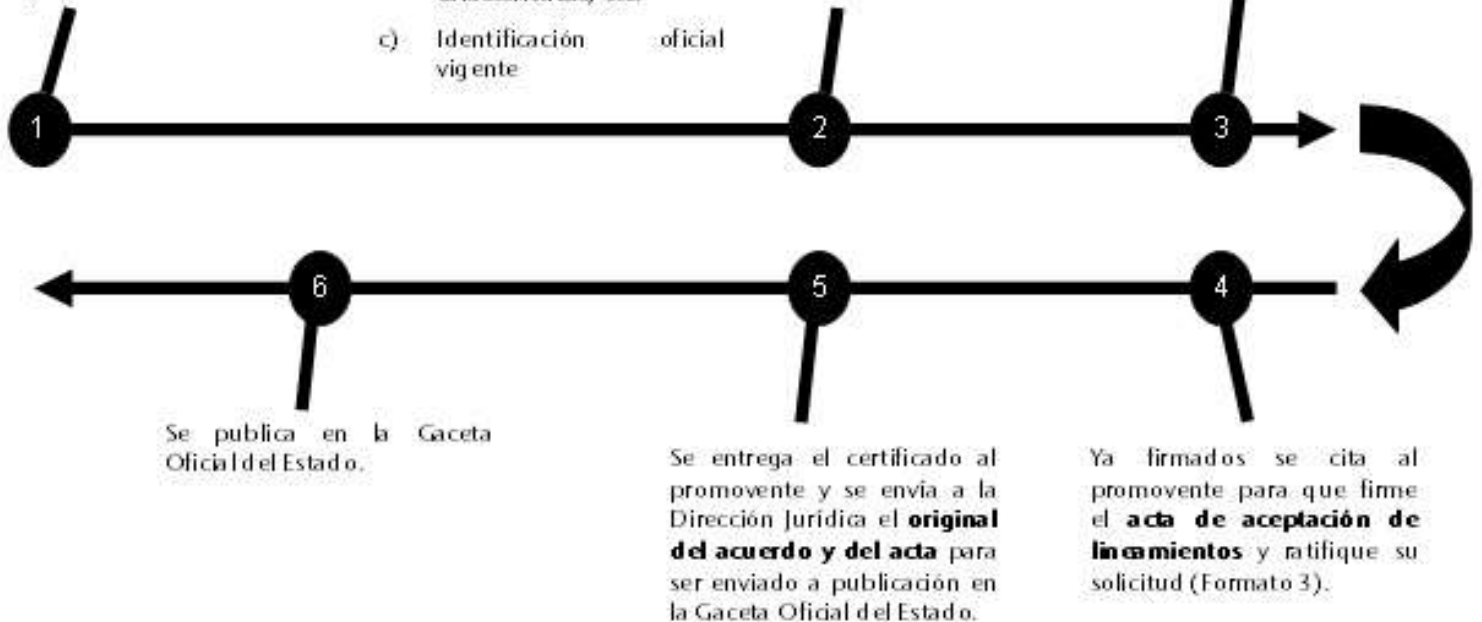 c) Identificación oficial
vigente
1
2
3
6
5
4
Se publica en la Gaceta
Oficial del Estado.
Se entrega el certificado al
promovente y se envía a la
Dirección Jurídica el original
del acuerdo y del acta para
ser enviado a publicación en
la Gaceta Oficial del Estado.
Ya firmados se cita al
promovente para que firme
el acta de aceptación de
lineamientos y ratifique su
solicitud (Formato 3).